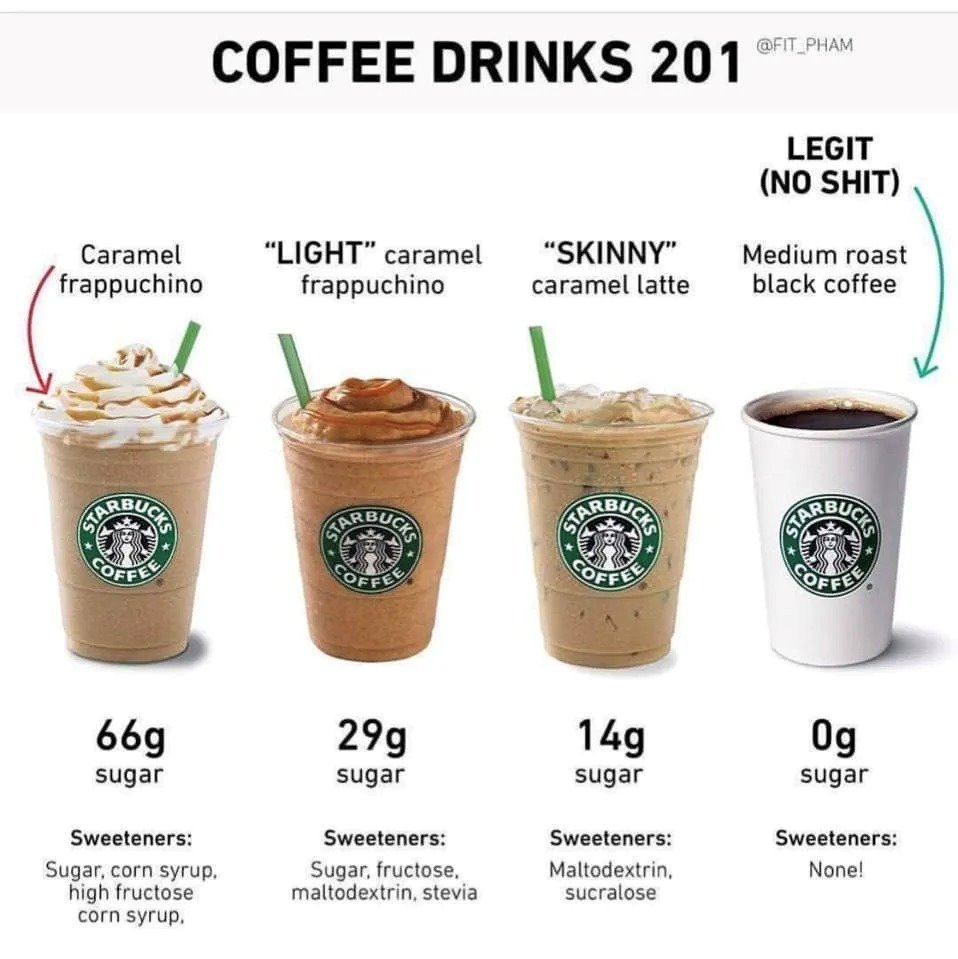 COFFEE DRINKS 201
@FIT_PHAM
LEGIT
(NO SHIT)
Caramel
frappuchino
"LIGHT" caramel
frappuchino
"SKINNY"
caramel latte
Medium roast
black coffee
STARBUCKS
COFFEE
STARBUCKS
COFFEE
STARBUCKS
COFFEE
STARBUCKS
COFFEE
66g
sugar
29g
sugar
14g
sugar
0g
sugar
Sweeteners:
Sugar, corn syrup,
high fructose
corn syrup,
Sweeteners:
Sugar, fructose,
maltodextrin, stevia
Sweeteners:
Maltodextrin,
sucralose
Sweeteners:
None!